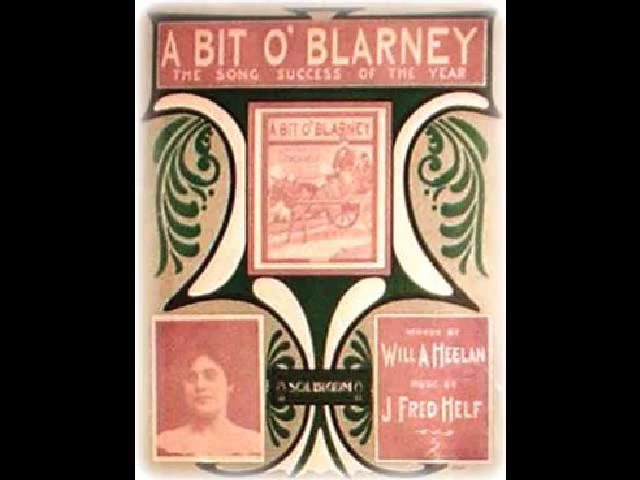 A BIT O' BLARNEY
THE SONG SUCCESS OF THE YEAR
A BIT O' BLARNEY
WORDS BY
WILL A HEELAN
MUSIC BY
J FRED HELF